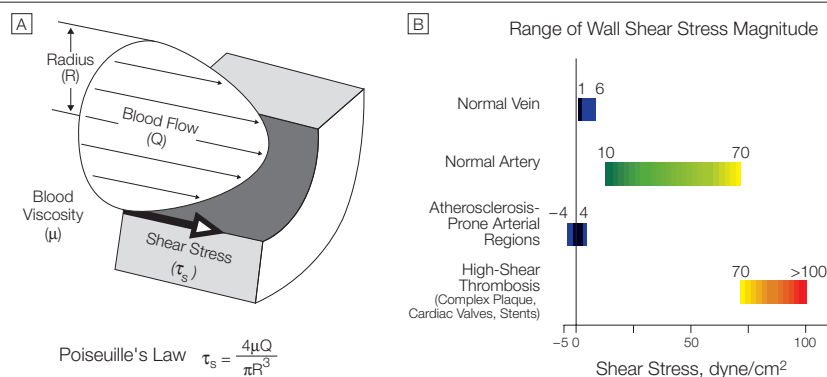 A
Radius
(R)
Blood Flow
(Q)
Blood
Viscosity
(μ)
Shear Stress
(τs)
Poiseuille's Law τs = 4μQ / πR³
B
Range of Wall Shear Stress Magnitude
Normal Vein
1 6
Normal Artery
10 70
Atherosclerosis-
Prone Arterial
Regions
−4 4
High-Shear
Thrombosis
(Complex Plaque,
Cardiac Valves, Stents)
70 >100
−5 0 50 100
Shear Stress, dyne/cm²